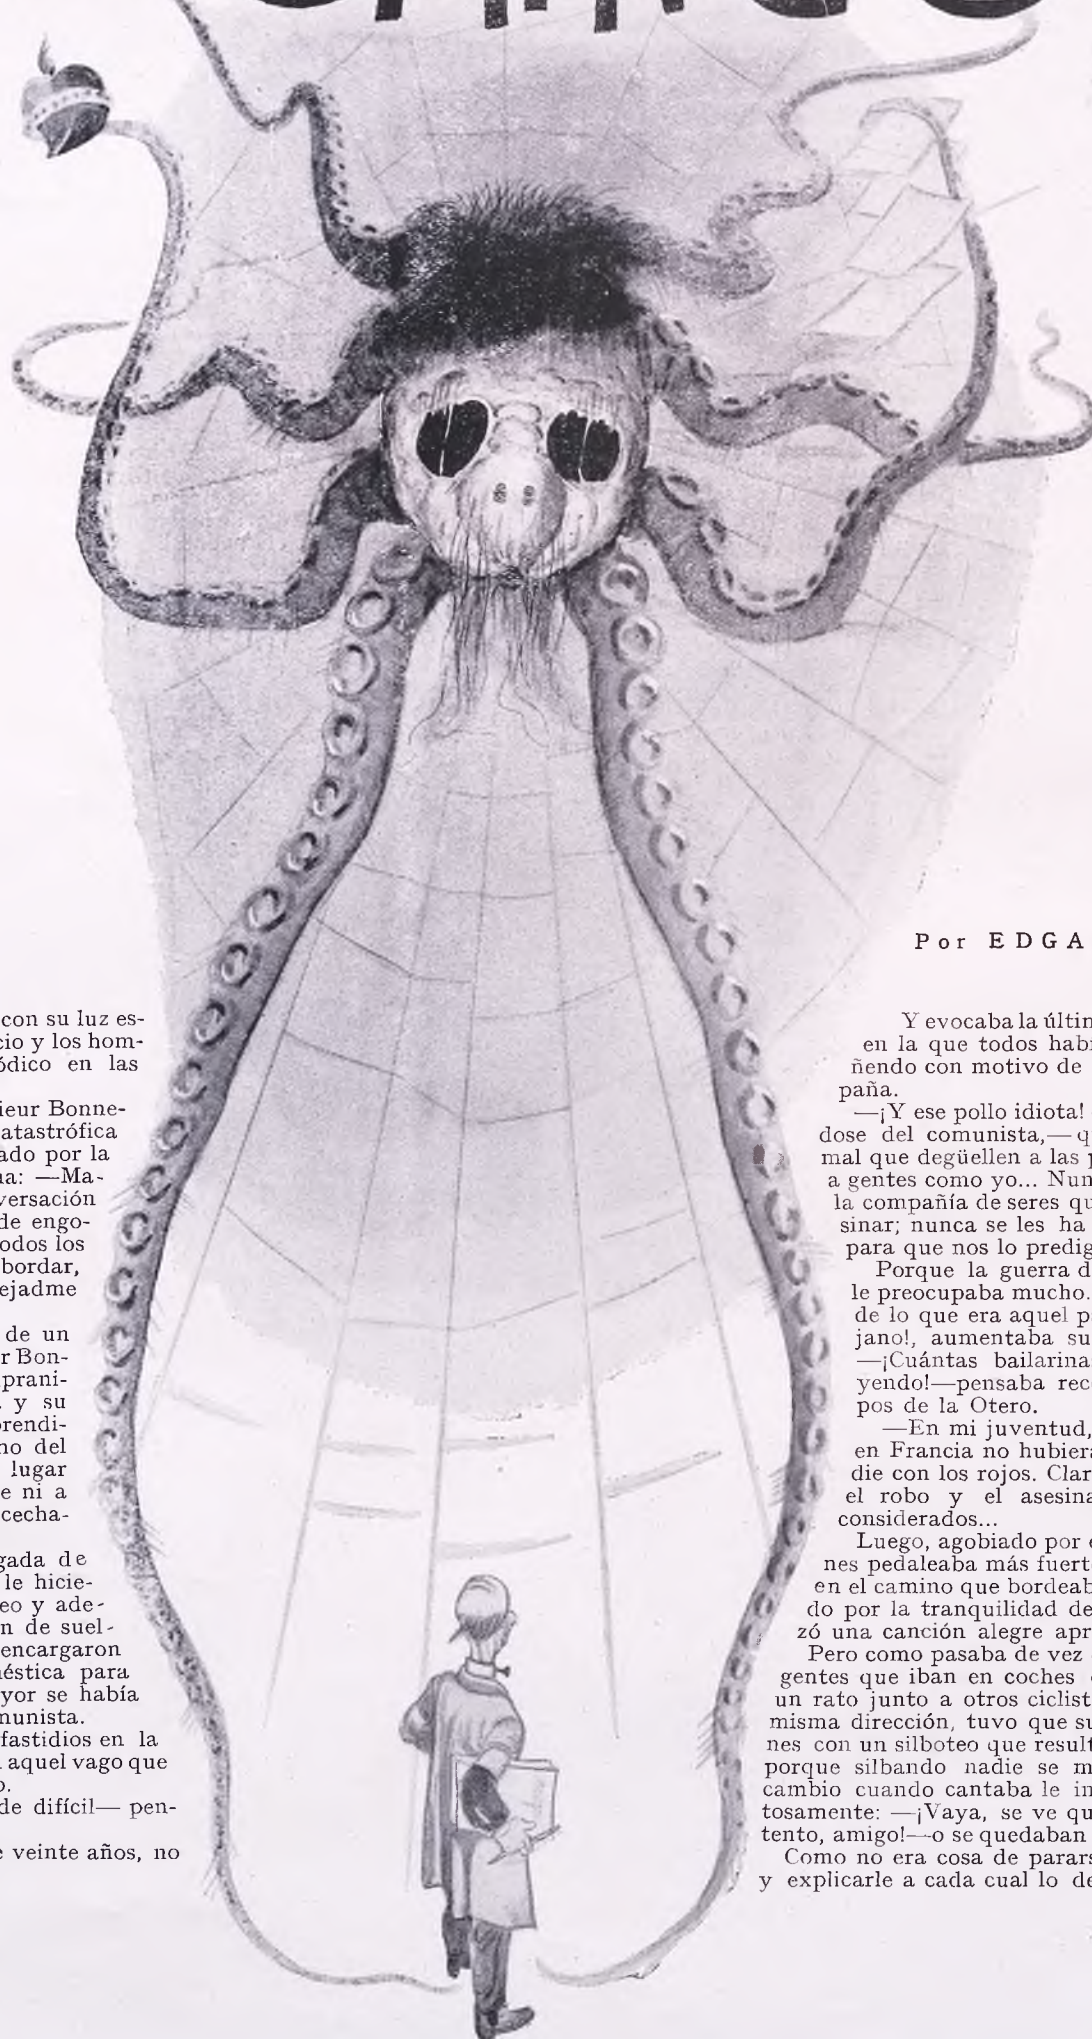 Por EDGA
con su luz es-
cio y los hom-
ódico en las
ieur Bonne-
atastrófica
ado por la
na: —Ma-
versación
de engo-
odos los
bordar,
ejadme
de un
r Bon-
prani-
y su
prendi-
no del
lugar
e ni a
cecha-
gada de
le hicie-
eo y ade-
n de suel-
encargaron
éstica para
yor se había
munista.
fastidios en la
aquel vago que
o.
de difícil— pen-
e veinte años, no
Y evocaba la últin
en la que todos habi
ñendo con motivo de
paña.
—¡Y ese pollo idiota!
dose del comunista,— q
mal que degüellen a las p
a gentes como yo... Nun
la compañía de seres qu
sinar; nunca se les ha
para que nos lo predig
Porque la guerra d
le preocupaba mucho.
de lo que era aquel p
jano!, aumentaba su
—¡Cuántas bailarina
yendo!—pensaba rec
pos de la Otero.
—En mi juventud,
en Francia no hubiera
die con los rojos. Clar
el robo y el asesina
considerados...
Luego, agobiado por e
nes pedaleaba más fuert
en el camino que bordeab
do por la tranquilidad de
zó una canción alegre apr
Pero como pasaba de vez
gentes que iban en coches
un rato junto a otros ciclist
misma dirección, tuvo que su
nes con un silboteo que result
porque silbando nadie se m
cambio cuando cantaba le in
tosamente: —¡Vaya, se ve qu
tento, amigo!—o se quedaban
Como no era cosa de parars
y explicarle a cada cual lo de